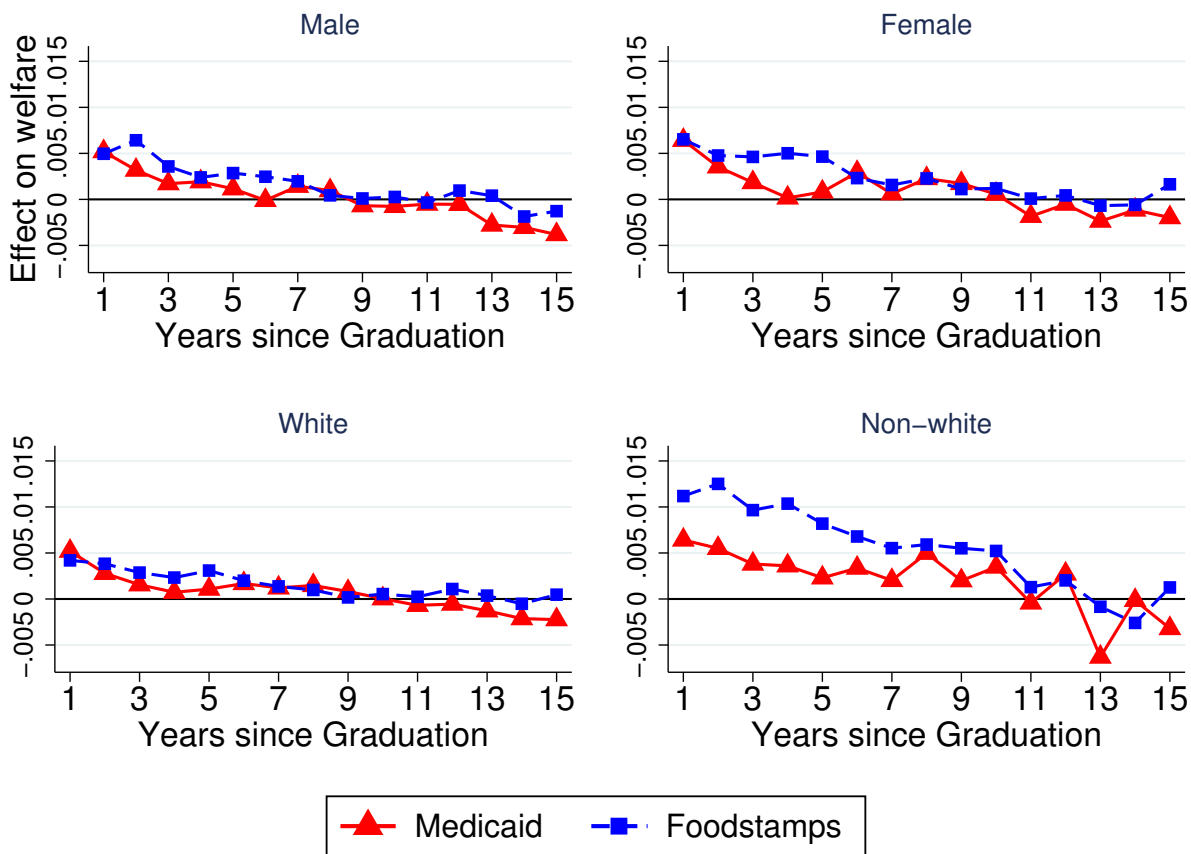 Male
Effect on welfare
-.005 0 .005 .01 .015
1 3 5 7 9 11 13 15
Years since Graduation
Female
-.005 0 .005 .01 .015
1 3 5 7 9 11 13 15
Years since Graduation
White
-.005 0 .005 .01 .015
1 3 5 7 9 11 13 15
Years since Graduation
Non−white
-.005 0 .005 .01 .015
1 3 5 7 9 11 13 15
Years since Graduation
Medicaid Foodstamps